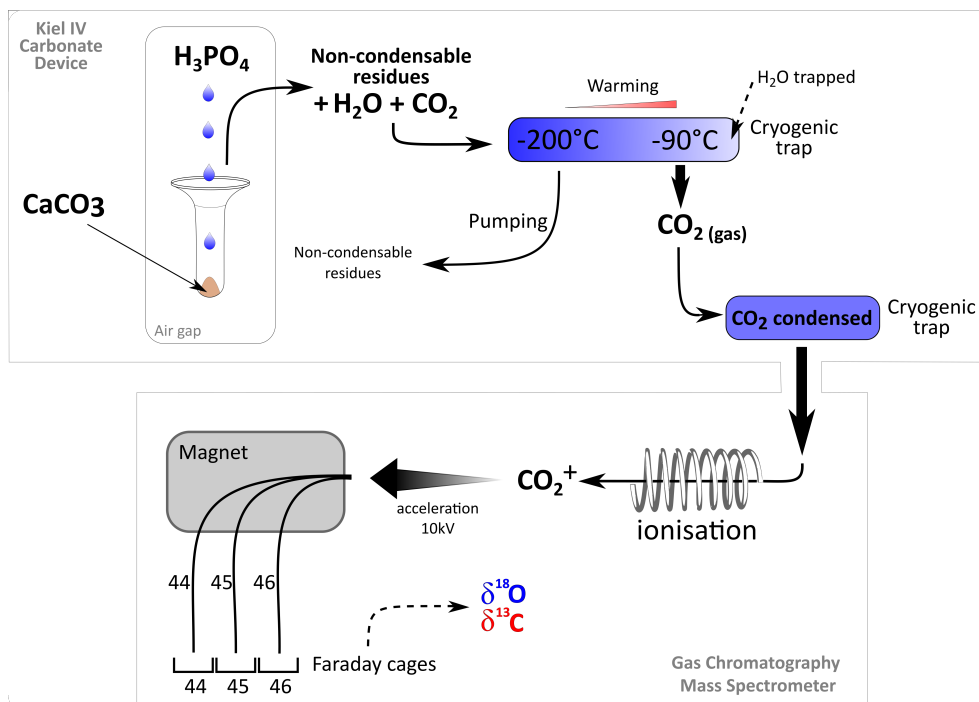 Kiel IV
Carbonate
Device
H₃PO₄
CaCO3
Air gap
Non-condensable
residues
+ H₂O + CO₂
Warming
H₂O trapped
-200°C
-90°C
Cryogenic
trap
Pumping
Non-condensable
residues
CO₂ (gas)
CO₂ condensed
Cryogenic
trap
Magnet
acceleration
10kV
CO₂⁺
ionisation
44
45
46
δ¹⁸O
δ¹³C
Faraday cages
44
45
46
Gas Chromatography
Mass Spectrometer